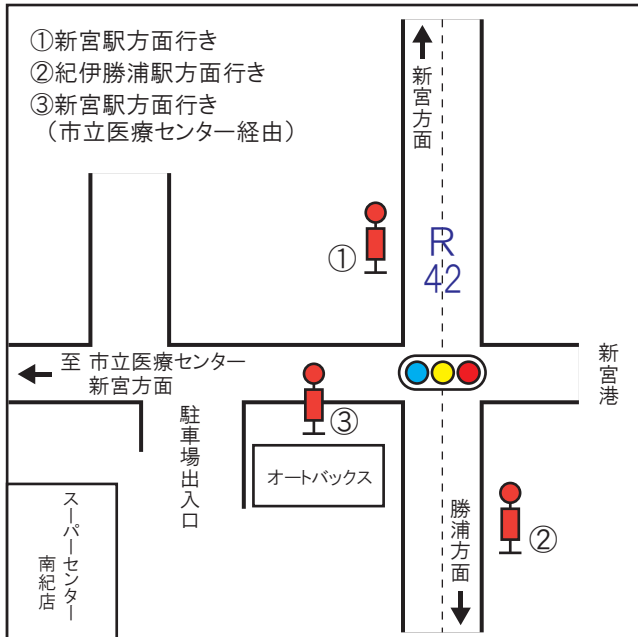 ①新宮駅方面行き
②紀伊勝浦駅方面行き
③新宮駅方面行き
（市立医療センター経由）
新宮方面
①
R
42
至 市立医療センター
新宮方面
新宮港
③
駐車場出入口
オートバックス
スーパーセンター
南紀店
勝浦方面
②